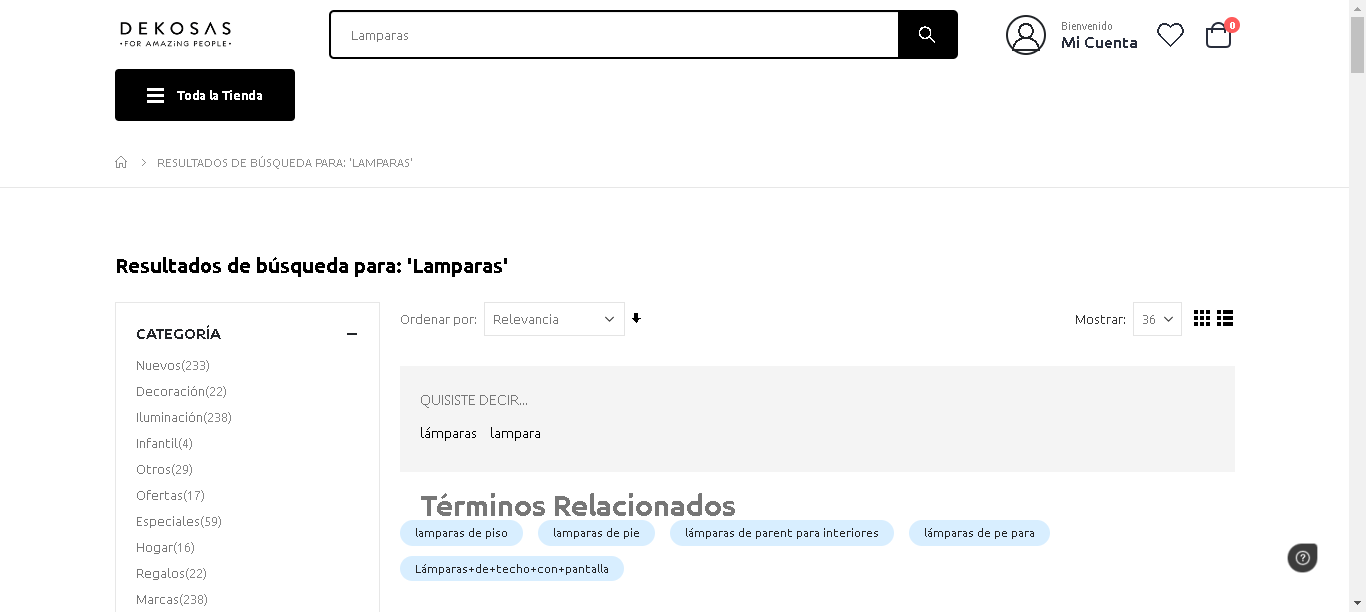 DEKOSAS
•FOR AMAZING PEOPLE•
Lamparas
Bienvenido
Mi Cuenta
0
Toda la Tienda
RESULTADOS DE BÚSQUEDA PARA: 'LAMPARAS'
Resultados de búsqueda para: 'Lamparas'
CATEGORÍA
Nuevos(233)
Decoración(22)
Iluminación(238)
Infantil(4)
Otros(29)
Ofertas(17)
Especiales(59)
Hogar(16)
Regalos(22)
Marcas(238)
Ordenar por: Relevancia
Mostrar: 36
QUISISTE DECIR...
lámparas lampara
Términos Relacionados
lamparas de piso lamparas de pie lámparas de parent para interiores lámparas de pe para
Lámparas+de+techo+con+pantalla